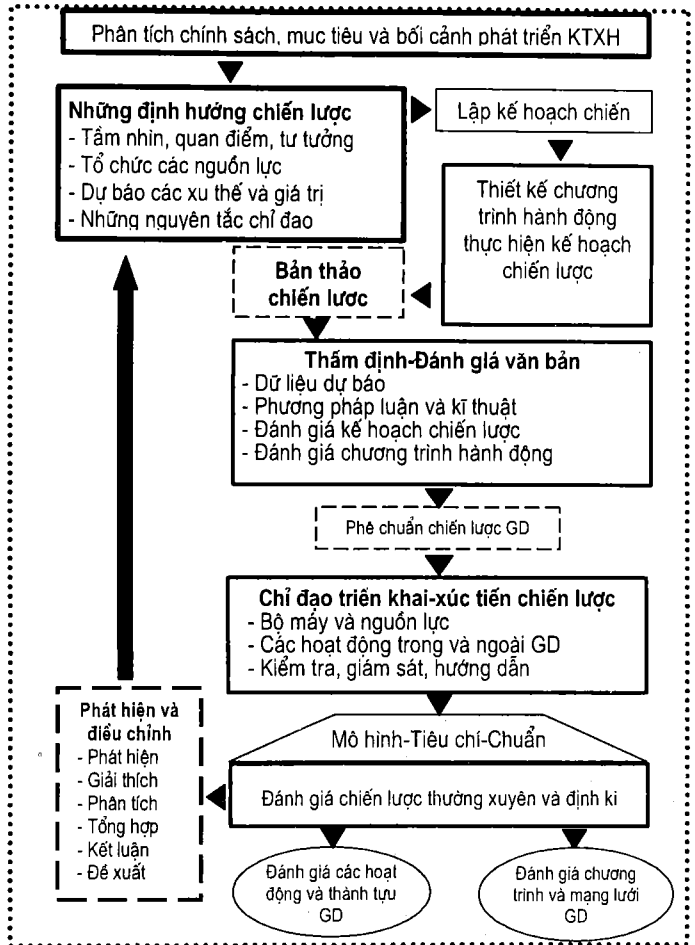 Phân tích chính sách, mục tiêu và bối cảnh phát triển KTXH
Những định hướng chiến lược
- Tầm nhìn, quan điểm, tư tưởng
- Tổ chức các nguồn lực
- Dự báo các xu thế và giá trị
- Những nguyên tắc chỉ đao
Lập kế hoạch chiến
Thiết kế chương
trình hành động
thực hiện kế hoạch
chiến lược
Bản thảo
chiến lươc
Thẩm định-Đánh giá văn bản
- Dữ liệu dự báo
- Phương pháp luận và kĩ thuật
- Đánh giá kế hoạch chiến lược
- Đánh giá chương trình hành động
Phê chuẩn chiến lược GD
Chỉ đạo triển khai-xúc tiến chiến lược
- Bộ máy và nguồn lực
- Các hoạt động trong và ngoài GD
- Kiểm tra, giám sát, hướng dẫn
Mô hình-Tiêu chí-Chuẩn
Đánh giá chiến lược thường xuyên và định kì
Phát hiện và
điều chỉnh
- Phát hiện
- Giải thích
- Phân tích
- Tổng hợp
- Kết luận
- Đề xuất
Đánh giá các hoạt
động và thành tựu
GD
Đánh giá chương
trình và mạng lưới
GD